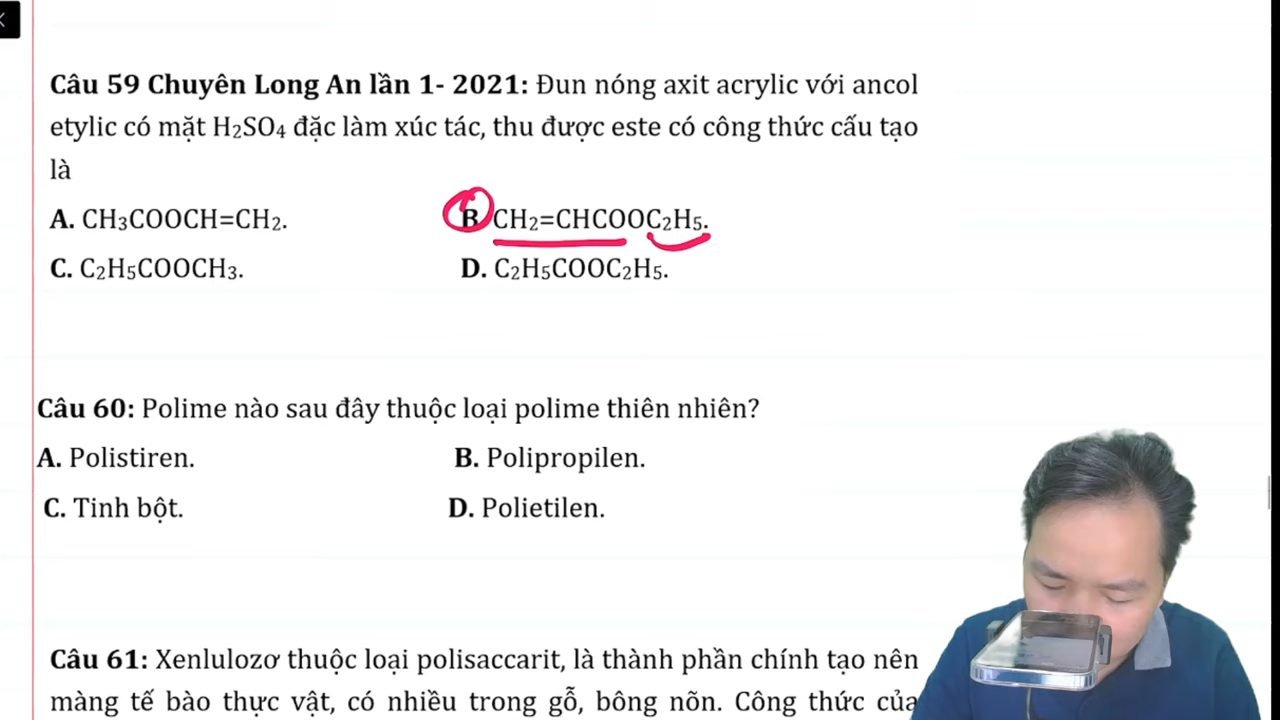 Câu 59 Chuyên Long An lần 1- 2021: Đun nóng axit acrylic với ancol
etylic có mặt H₂SO₄ đặc làm xúc tác, thu được este có công thức cấu tạo
là
A. CH₃COOCH=CH₂. B CH₂=CHCOOC₂H₅.
C. C₂H₅COOCH₃. D. C₂H₅COOC₂H₅.
Câu 60: Polime nào sau đây thuộc loại polime thiên nhiên?
A. Polistiren. B. Polipropilen.
C. Tinh bột. D. Polietilen.
Câu 61: Xenlulozơ thuộc loại polisaccarit, là thành phần chính tạo nên
màng tế bào thực vật, có nhiều trong gỗ, bông nõn. Công thức của